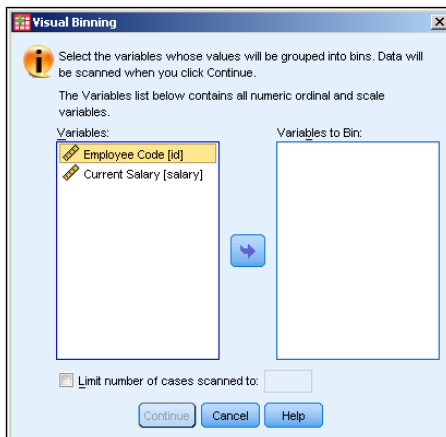 Visual Binning
Select the variables whose values will be grouped into bins. Data will
be scanned when you click Continue.
The Variables list below contains all numeric ordinal and scale
variables.
Variables:
Variables to Bin:
Employee Code [id]
Current Salary [salary]
Limit number of cases scanned to:
Continue
Cancel
Help